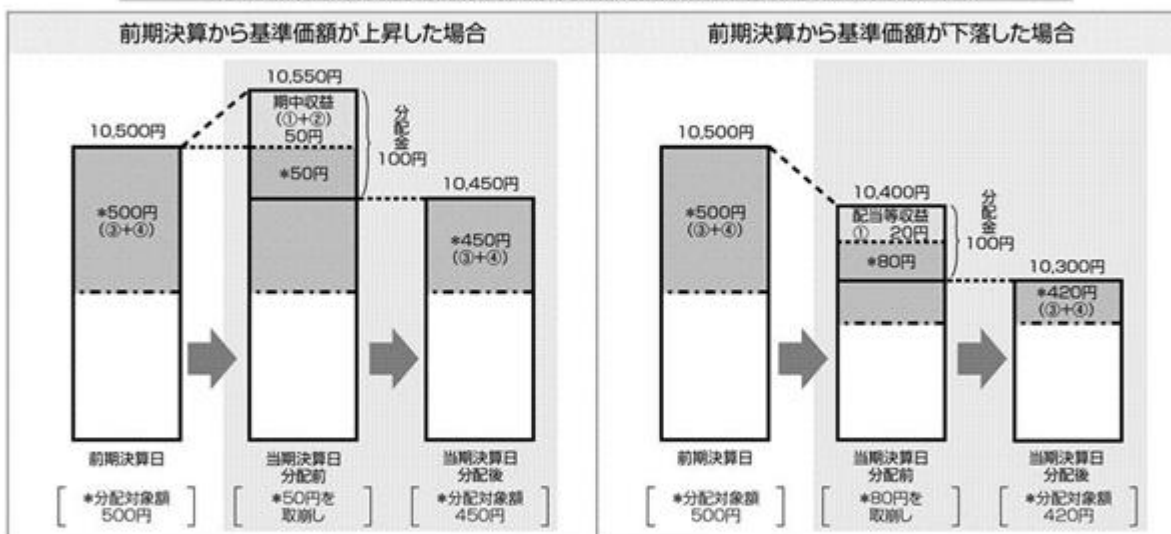 前期決算から基準価額が上昇した場合
10,550円
期中収益
(①+②)
50円
*50円
分配金
100円
10,500円
*500円
(③+④)
10,450円
*450円
(③+④)
前期決算日
当期決算日
分配前
当期決算日
分配後
*分配対象額
500円
*50円を
取崩し
*分配対象額
450円
前期決算から基準価額が下落した場合
10,500円
*500円
(③+④)
10,400円
配当等収益
① 20円
*80円
分配金
100円
10,300円
*420円
(③+④)
前期決算日
当期決算日
分配前
当期決算日
分配後
*分配対象額
500円
*80円を
取崩し
*分配対象額
420円